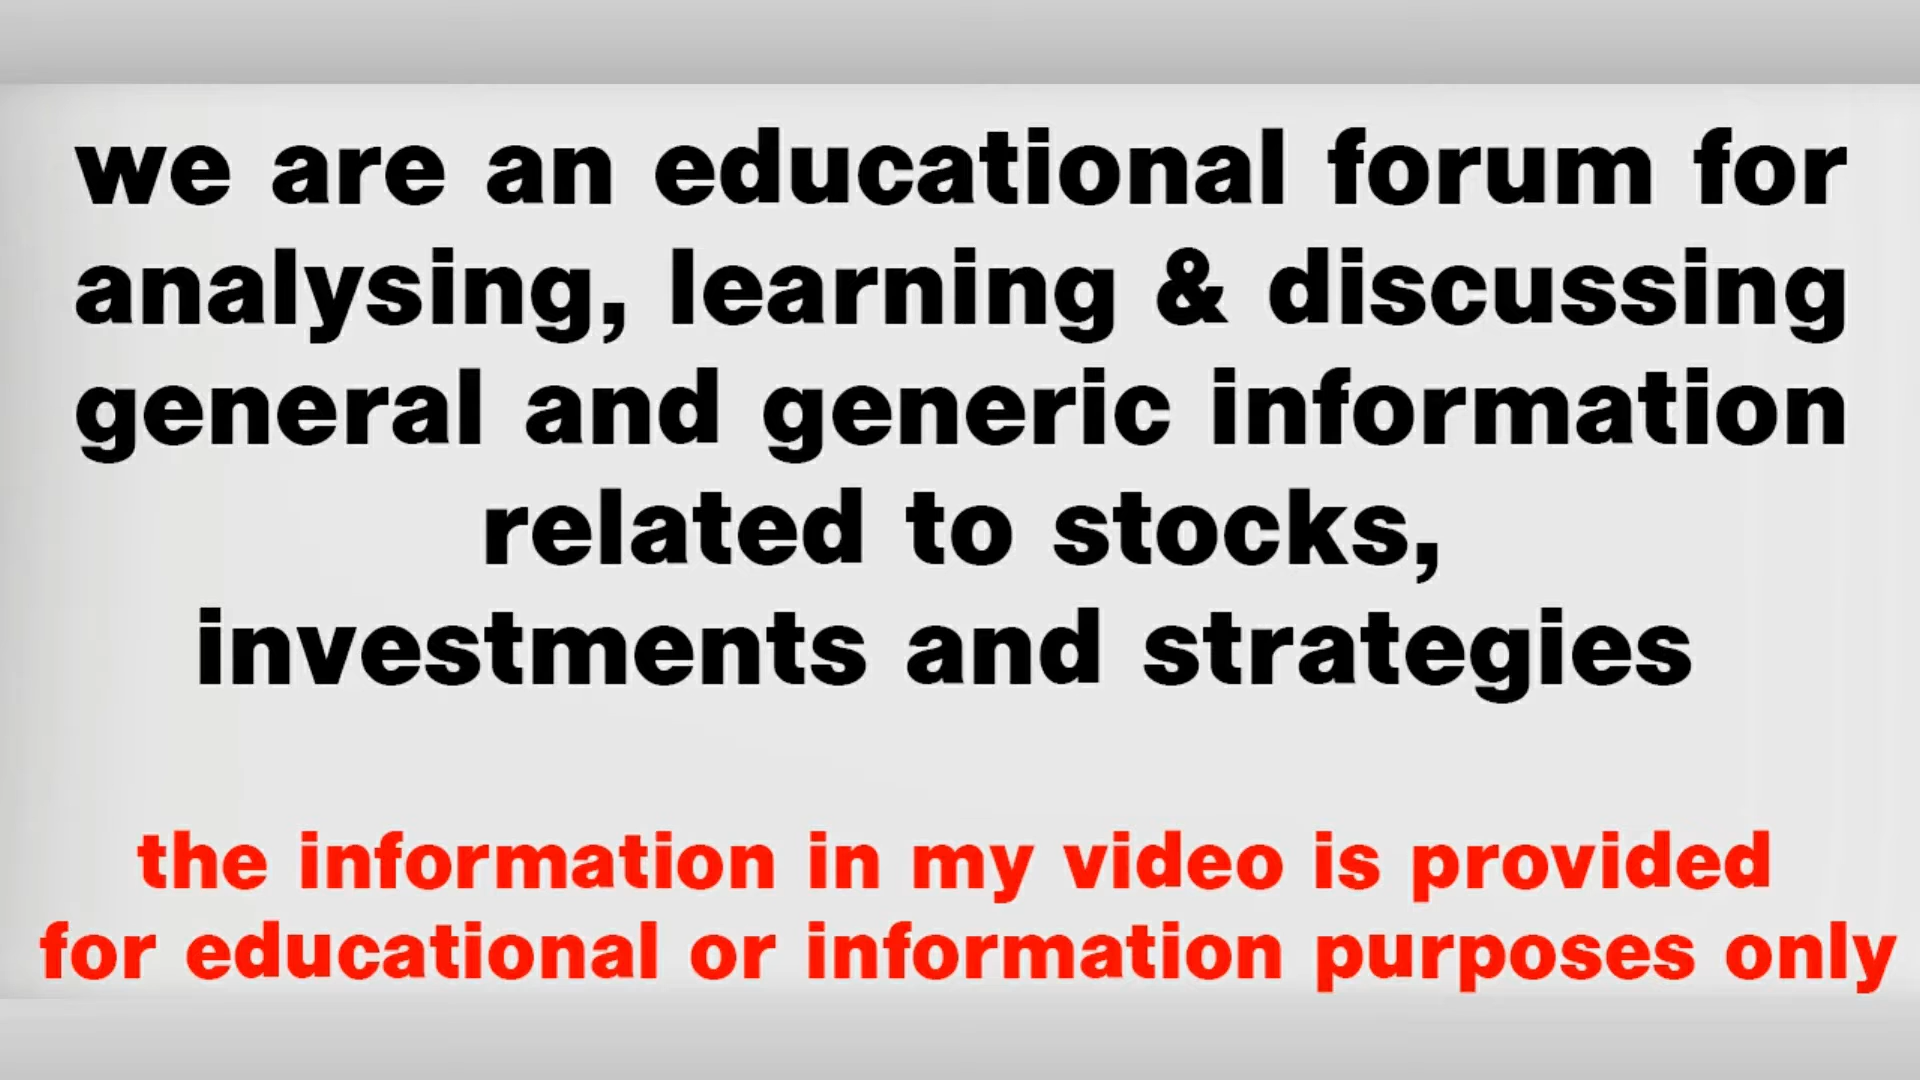 we are an educational forum for
analysing, learning & discussing
general and generic information
related to stocks,
investments and strategies
the information in my video is provided
for educational or information purposes only